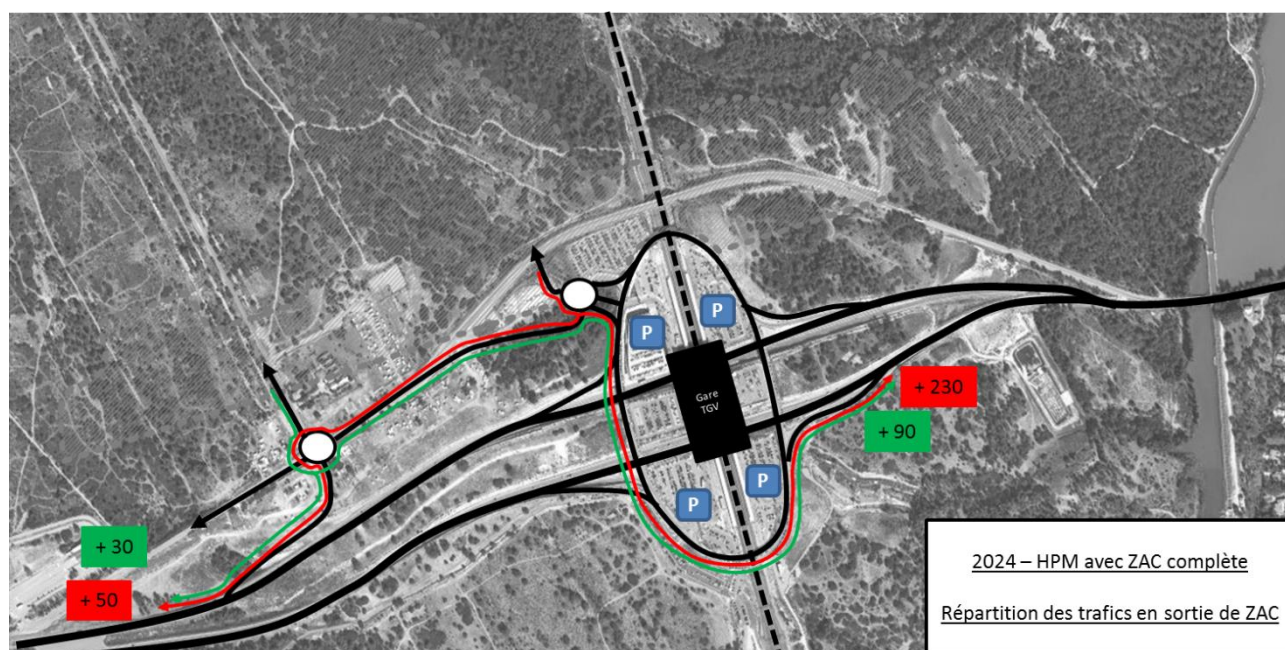 P
P
Gare
TGV
+ 230
+ 90
P
P
+ 30
+ 50
2024 – HPM avec ZAC complète
Répartition des trafics en sortie de ZAC